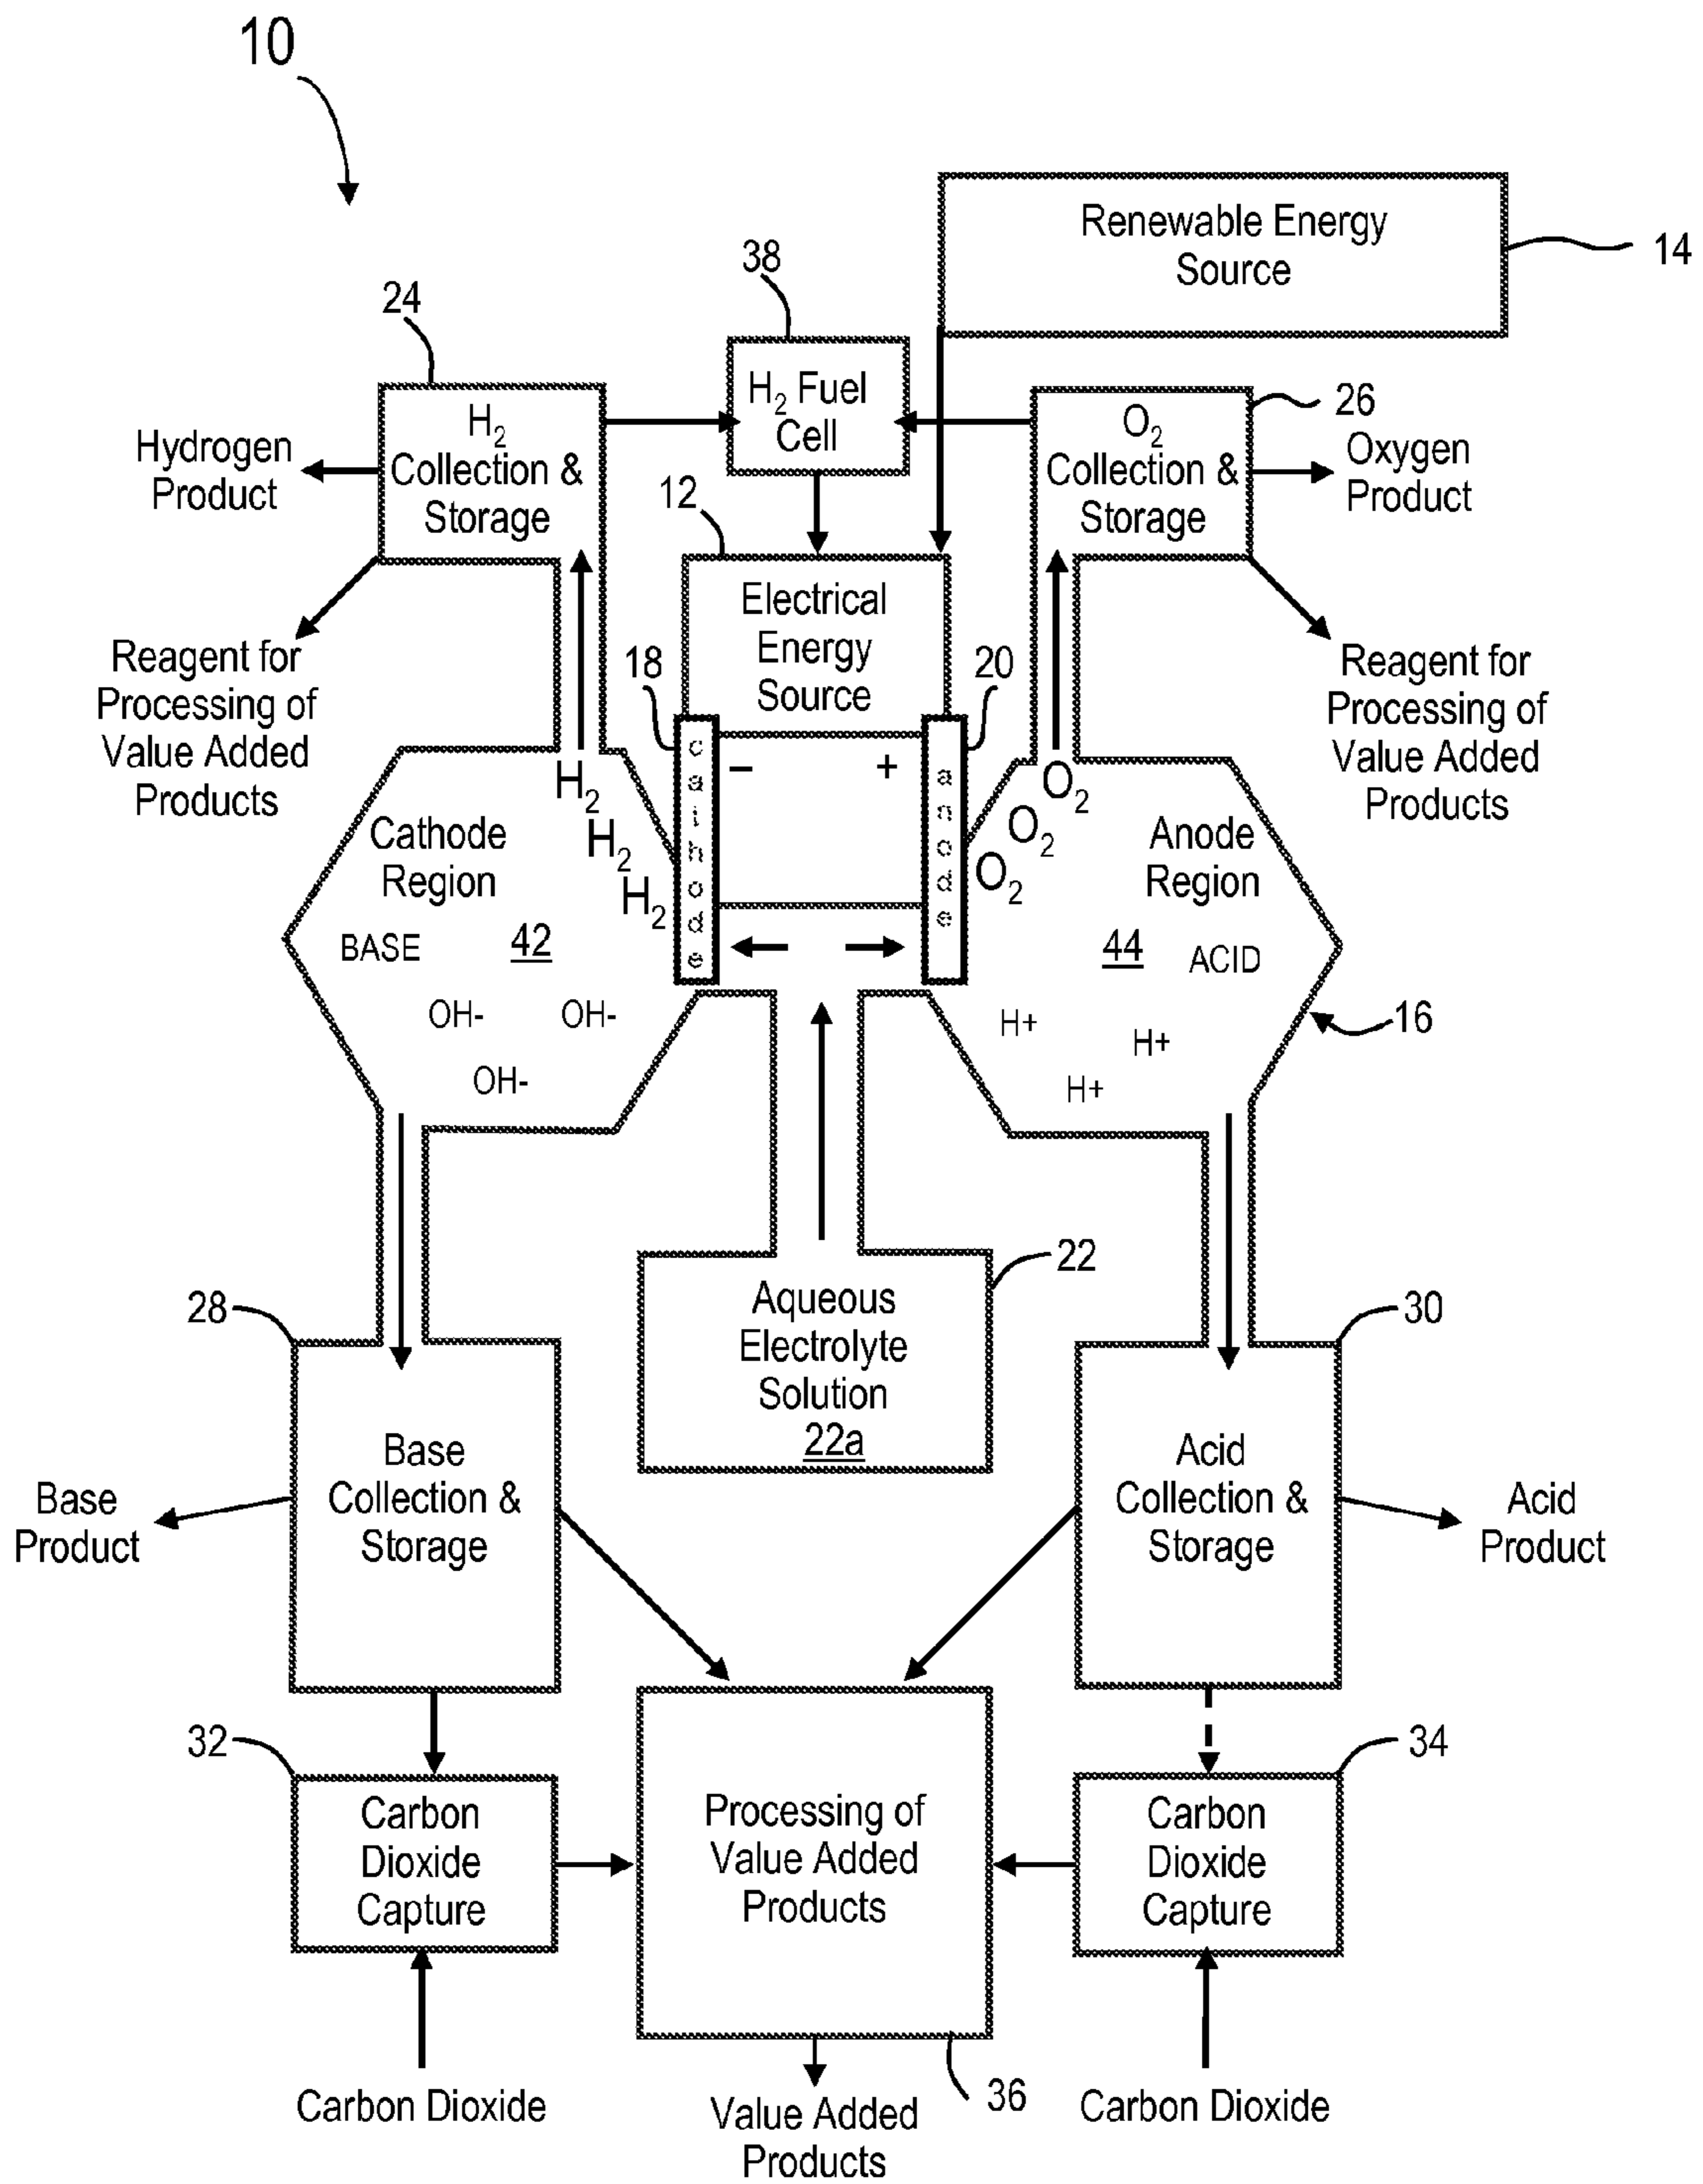 10
Renewable Energy
Source
14
38
24
H2 Fuel
Cell
H2
Collection &
Storage
Hydrogen
Product
O2
Collection &
Storage
26
Oxygen
Product
12
Electrical
Energy
Source
18
20
Reagent for
Processing of
Value Added
Products
Reagent for
Processing of
Value Added
Products
cathode
anode
–
+
H2
H2
H2
O2
O2
O2
Cathode
Region
42
BASE
OH-
OH-
OH-
Anode
Region
44
ACID
H+
H+
H+
16
22
Aqueous
Electrolyte
Solution
22a
28
Base
Collection &
Storage
Base
Product
30
Acid
Collection &
Storage
Acid
Product
32
Carbon
Dioxide
Capture
Processing of
Value Added
Products
34
Carbon
Dioxide
Capture
Carbon Dioxide
36
Value Added
Products
Carbon Dioxide